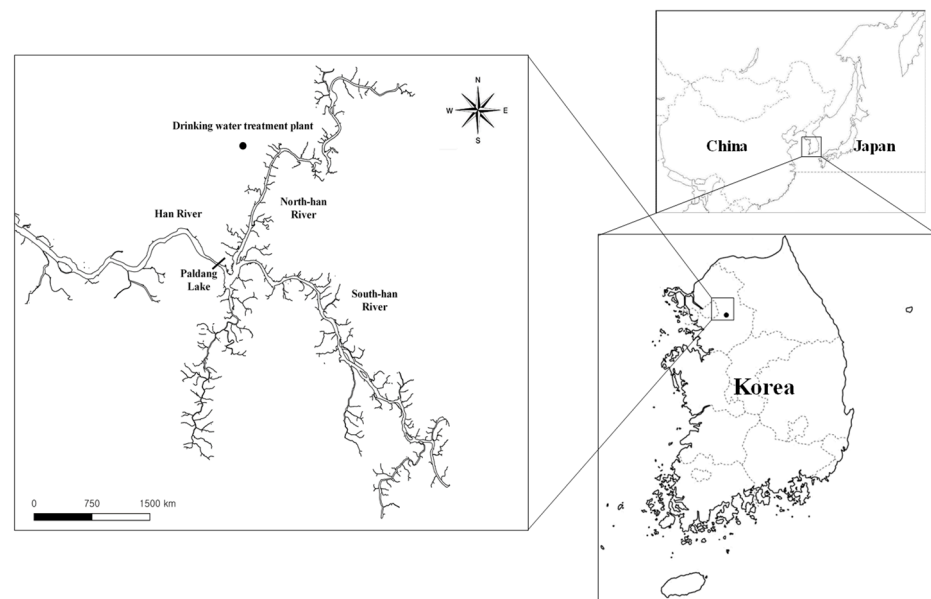 N
W
E
S
Drinking water treatment plant
North-han
River
Han River
Paldang
Lake
South-han
River
0 750 1500 km
China
Japan
Korea